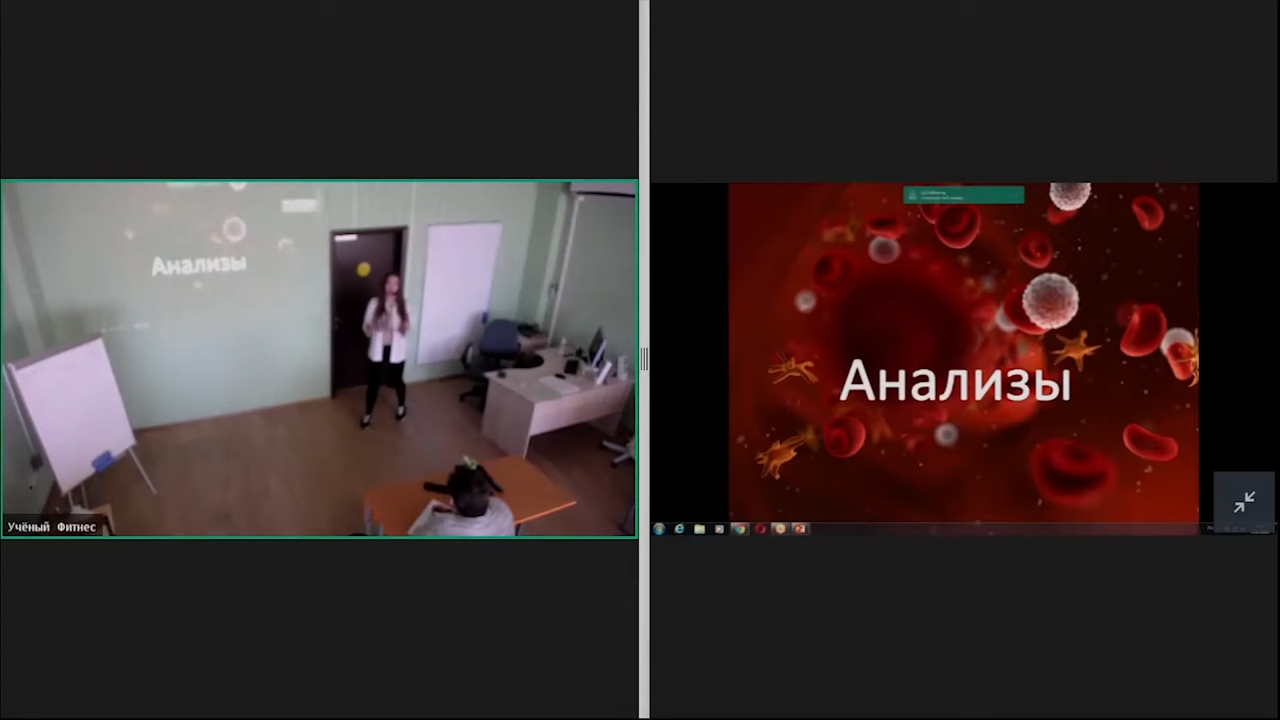 Анализы
Учёный Фитнес
Анализы